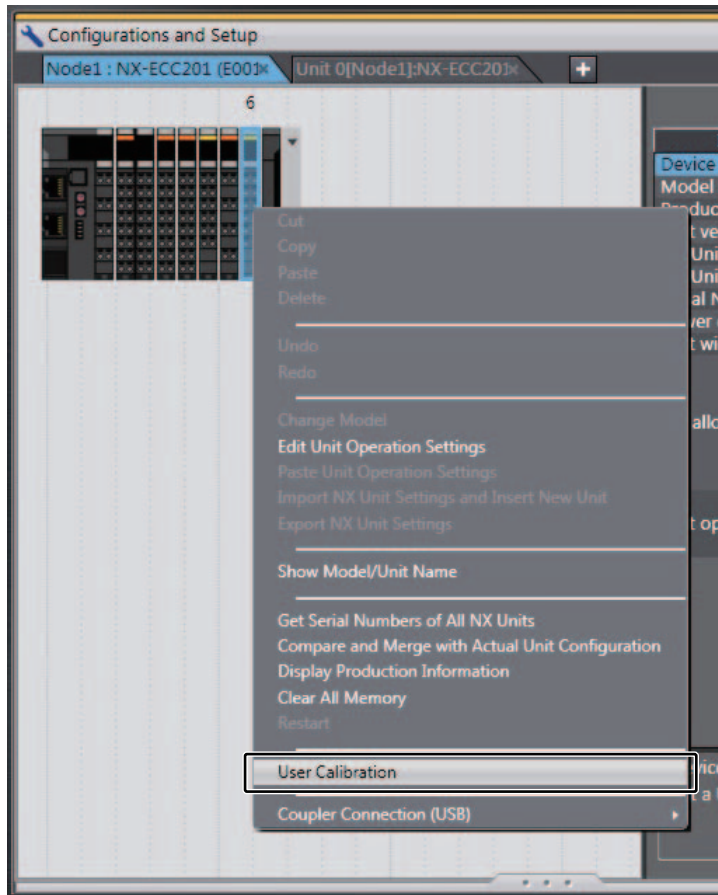 Configurations and Setup
Node1 : NX-ECC201 (E001
Unit 0[Node1]:NX-ECC201
6
Device
Model
Cut
Copy
Paste
Delete
Undo
Redo
Change Model
Edit Unit Operation Settings
Paste Unit Operation Settings
Import NX Unit Settings and Insert New Unit
Export NX Unit Settings
Show Model/Unit Name
Get Serial Numbers of All NX Units
Compare and Merge with Actual Unit Configuration
Display Production Information
Clear All Memory
Restart
User Calibration
Coupler Connection (USB)